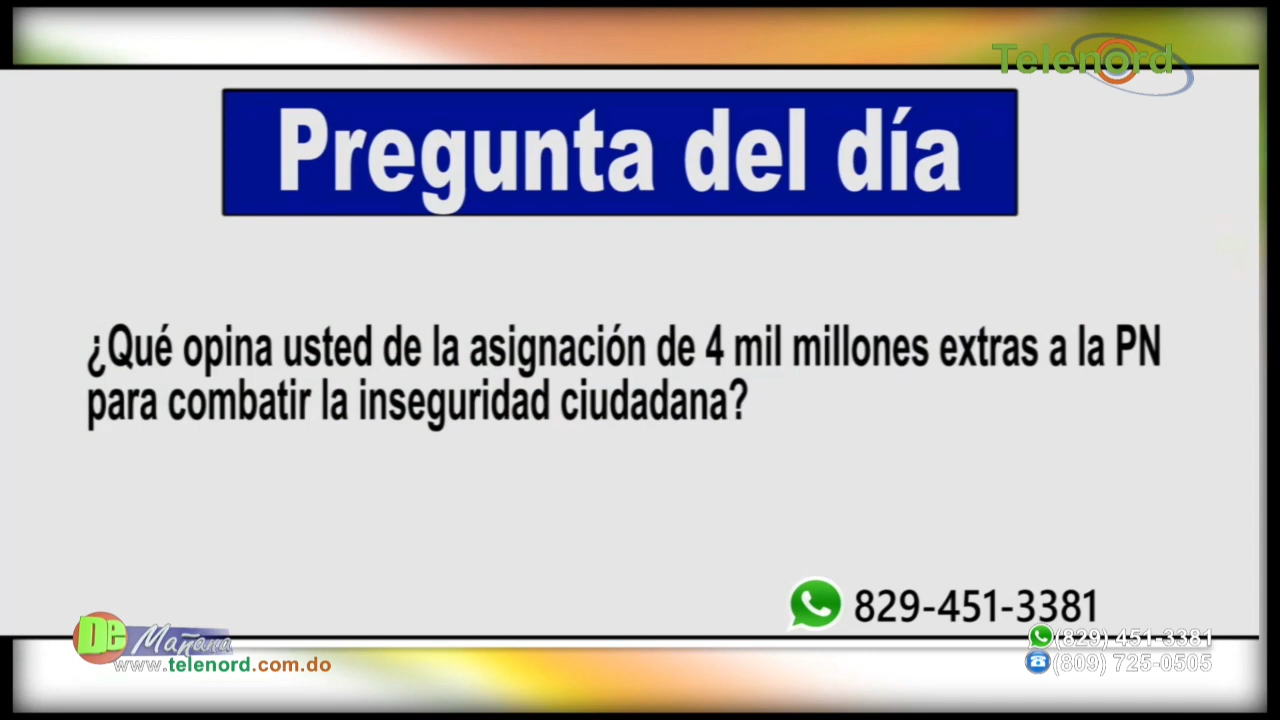 Telenord
Pregunta del día
¿Qué opina usted de la asignación de 4 mil millones extras a la PN
para combatir la inseguridad ciudadana?
829-451-3381
De Mañana
(829) 451-3381
www.telenord.com.do
(809) 725-0505